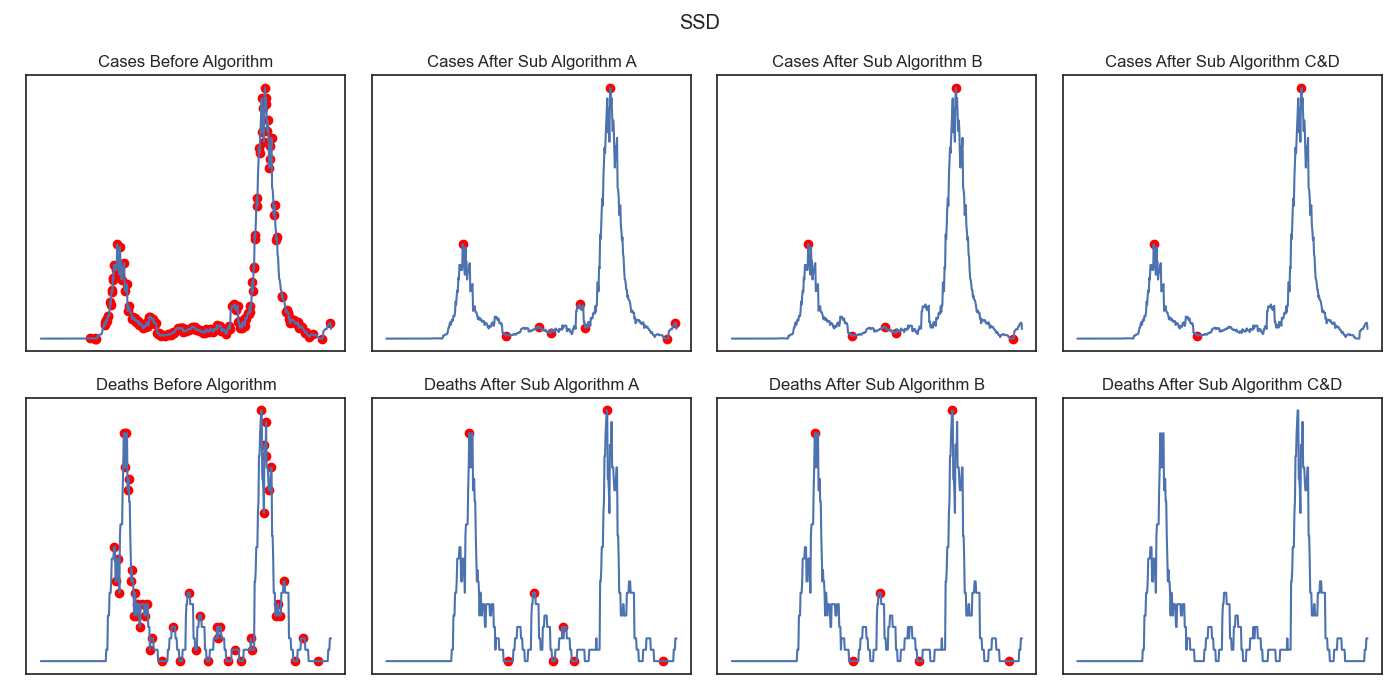 SSD
Cases Before Algorithm
Cases After Sub Algorithm A
Cases After Sub Algorithm B
Cases After Sub Algorithm C&D
Deaths Before Algorithm
Deaths After Sub Algorithm A
Deaths After Sub Algorithm B
Deaths After Sub Algorithm C&D